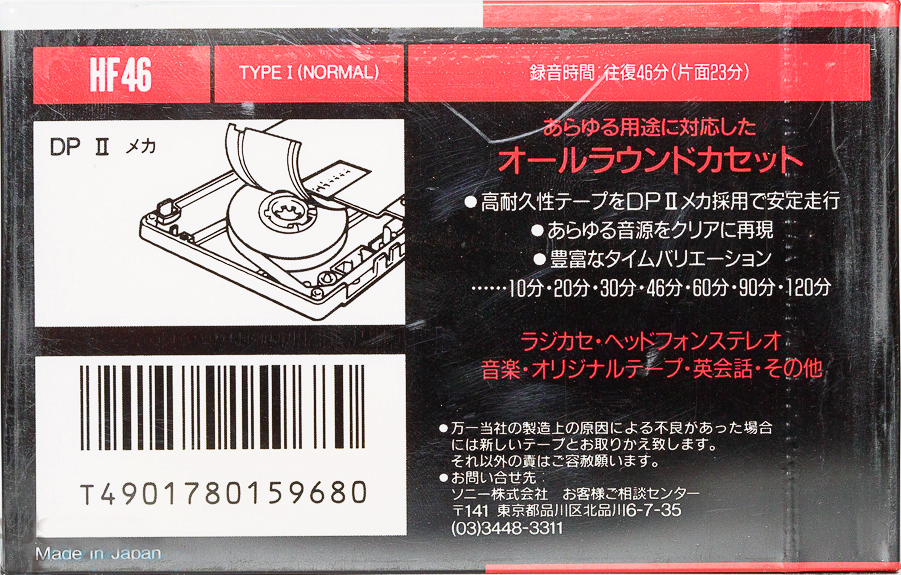 HF46
TYPE I (NORMAL)
録音時間:往復46分(片面23分)
DP II メカ
あらゆる用途に対応した
オールラウンドカセット
●高耐久性テープをDPⅡメカ採用で安定走行
●あらゆる音源をクリアに再現
●豊富なタイムバリエーション
……10分・20分・30分・46分・60分・90分・120分
ラジカセ・ヘッドフォンステレオ
音楽・オリジナルテープ・英会話・その他
●万一当社の製造上の原因による不良があった場合
には新しいテープとお取りかえ致します。
それ以外の責はご容赦願います。
●お問い合せ先:
ソニー株式会社 お客様ご相談センター
〒141 東京都品川区北品川6-7-35
(03)3448-3311
T4901780159680
Made in Japan